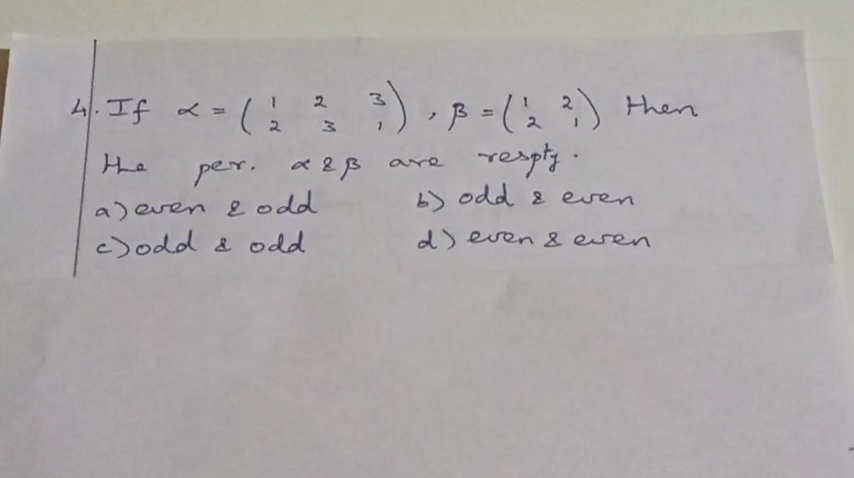 4. If α = ( 1 2 3 ) , β = ( 1 2 ) then
2 3 1 2 1
the per. α & β are respty.
a) even & odd b) odd & even
c) odd & odd d) even & even